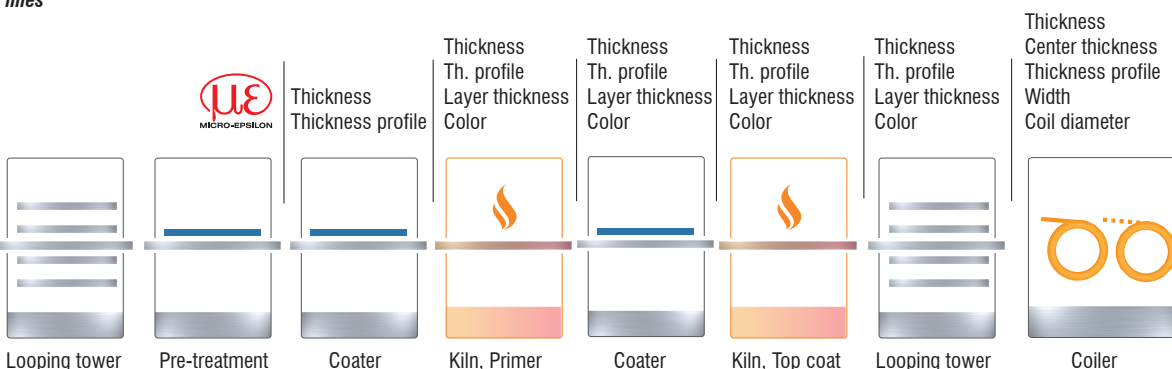 lines
με
MICRO-EPSILON
Thickness
Thickness profile
Thickness
Th. profile
Layer thickness
Color
Thickness
Th. profile
Layer thickness
Color
Thickness
Th. profile
Layer thickness
Color
Thickness
Th. profile
Layer thickness
Color
Thickness
Center thickness
Thickness profile
Width
Coil diameter
Looping tower
Pre-treatment
Coater
Kiln, Primer
Coater
Kiln, Top coat
Looping tower
Coiler